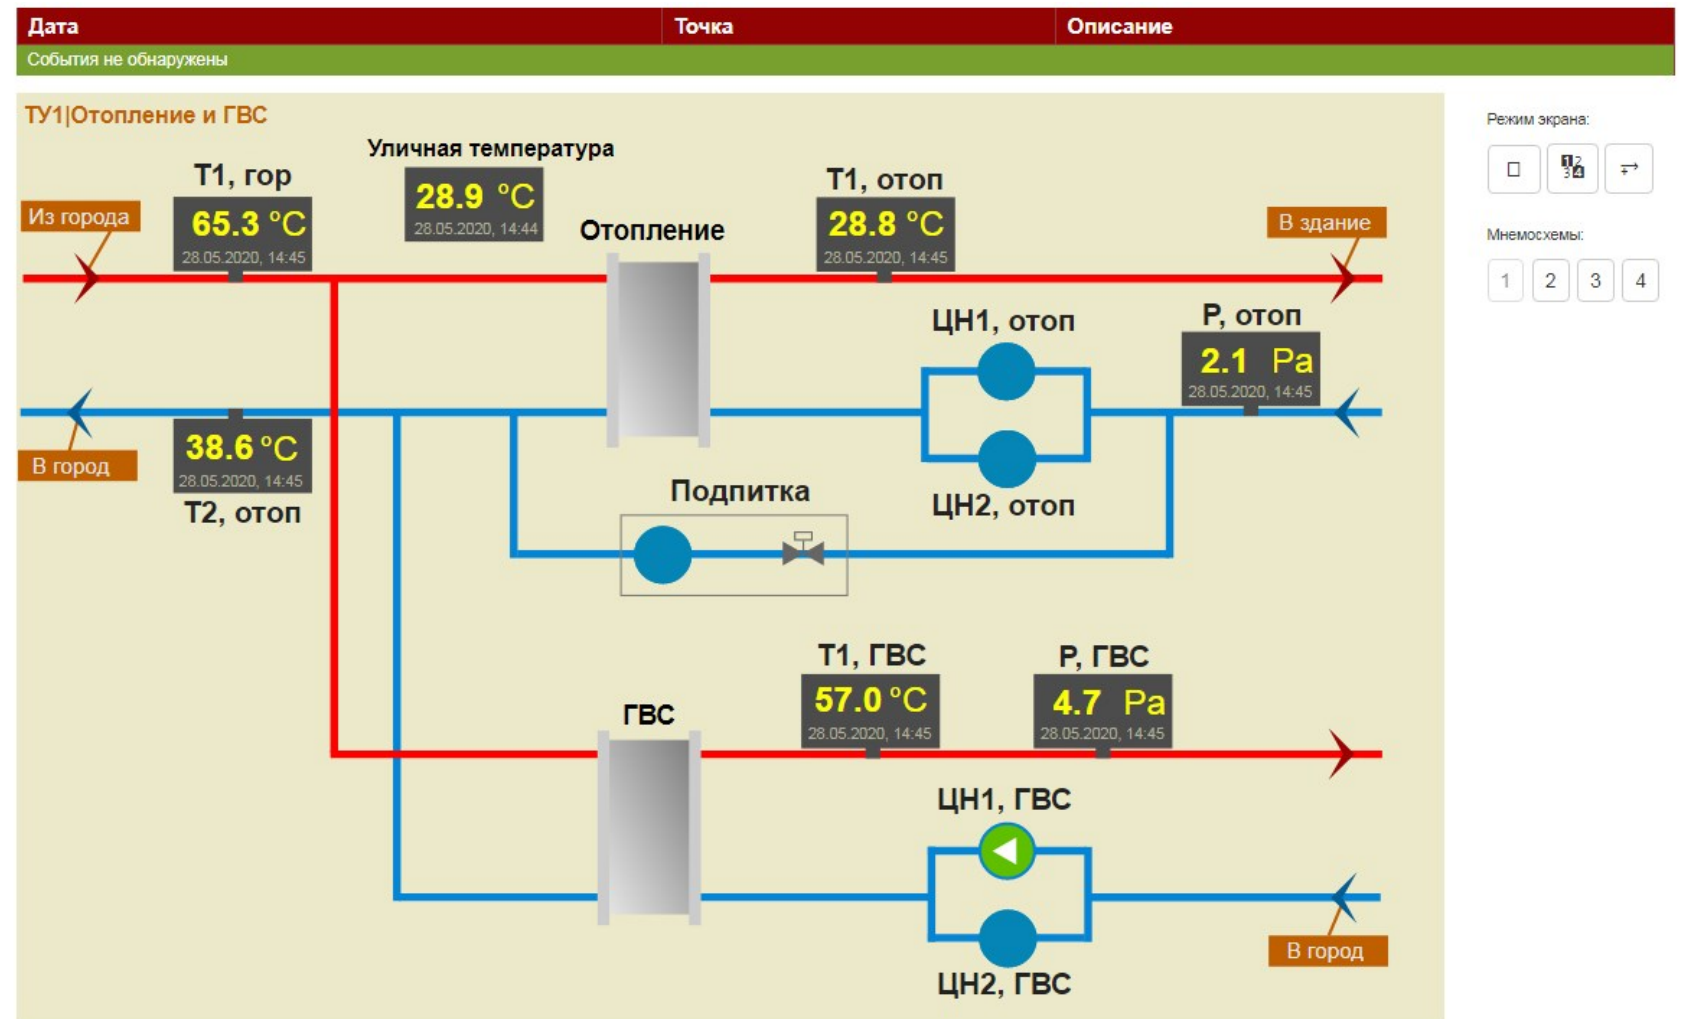 Дата Точка Описание
События не обнаружены
ТУ1|Отопление и ГВС
Режим экрана:
1 2
3 4
Мнемосхемы:
1 2 3 4
Уличная температура
28.9 °C
28.05.2020, 14:44
Т1, гор
65.3 °C
28.05.2020, 14:45
Из города
Отопление
Т1, отоп
28.8 °C
28.05.2020, 14:45
В здание
ЦН1, отоп
Р, отоп
2.1 Pa
28.05.2020, 14:45
38.6 °C
28.05.2020, 14:45
Т2, отоп
В город
ЦН2, отоп
Подпитка
Т1, ГВС
57.0 °C
28.05.2020, 14:45
Р, ГВС
4.7 Pa
28.05.2020, 14:45
ГВС
ЦН1, ГВС
В город
ЦН2, ГВС